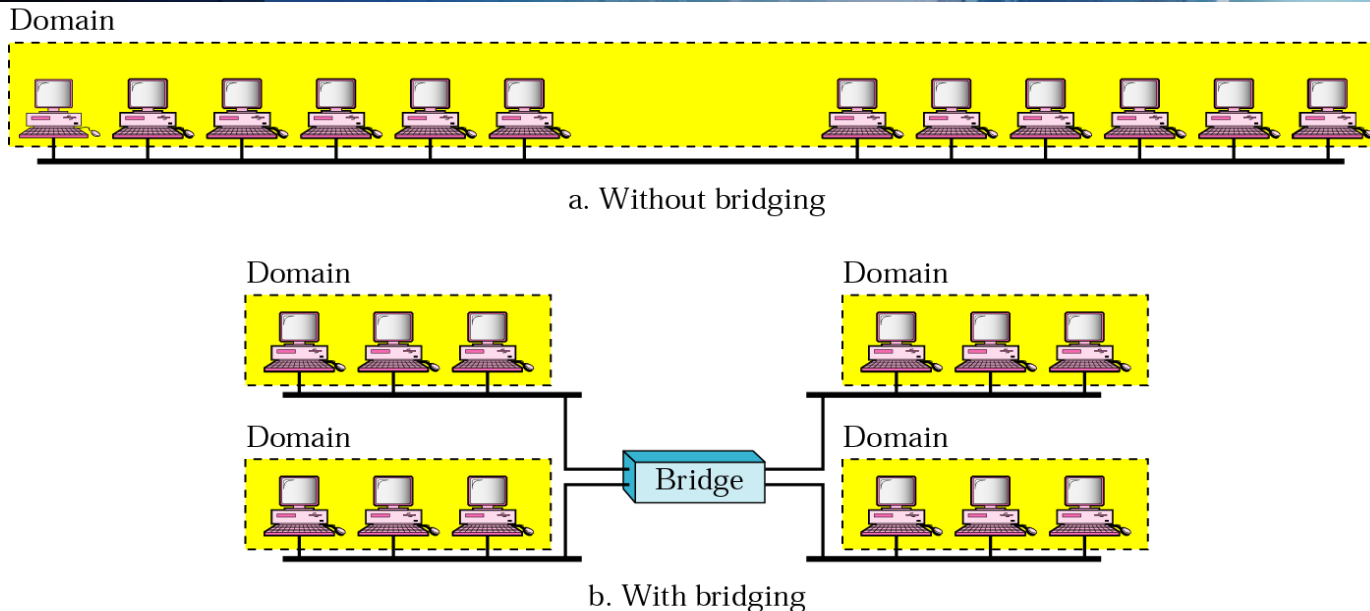 Domain
a. Without bridging
Domain
Domain
Domain
Domain
Bridge
b. With bridging